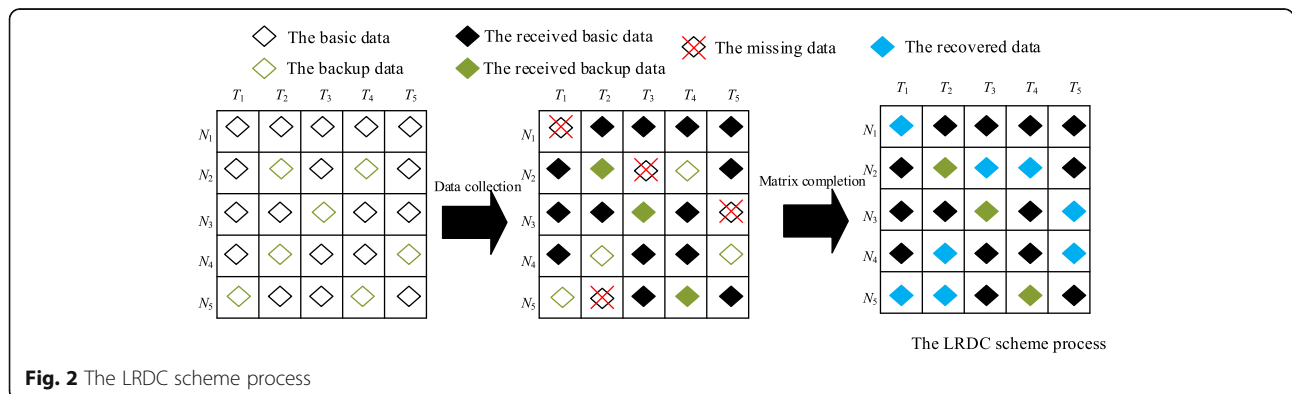 The basic data The received basic data The missing data The recovered data
The backup data The received backup data
T1 T2 T3 T4 T5
N1
N2
N3
N4
N5
Data collection
T1 T2 T3 T4 T5
N1
N2
N3
N4
N5
Matrix completion
T1 T2 T3 T4 T5
N1
N2
N3
N4
N5
The LRDC scheme process
Fig. 2 The LRDC scheme process